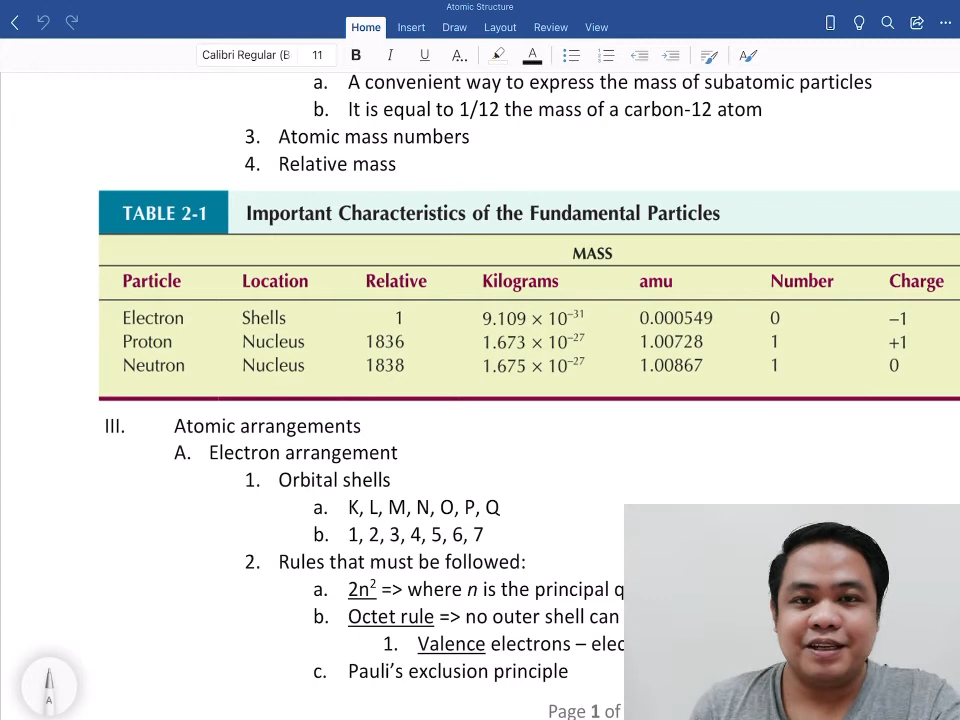 Atomic Structure
Home Insert Draw Layout Review View
Calibri Regular (B 11 B I U A..
a. A convenient way to express the mass of subatomic particles
b. It is equal to 1/12 the mass of a carbon-12 atom
3. Atomic mass numbers
4. Relative mass
TABLE 2-1 Important Characteristics of the Fundamental Particles
MASS
Particle Location Relative Kilograms amu Number Charge
Electron Shells 1 9.109 × 10⁻³¹ 0.000549 0 −1
Proton Nucleus 1836 1.673 × 10⁻²⁷ 1.00728 1 +1
Neutron Nucleus 1838 1.675 × 10⁻²⁷ 1.00867 1 0
III. Atomic arrangements
A. Electron arrangement
1. Orbital shells
a. K, L, M, N, O, P, Q
b. 1, 2, 3, 4, 5, 6, 7
2. Rules that must be followed:
a. 2n² => where n is the principal q
b. Octet rule => no outer shell can
1. Valence electrons – elec
c. Pauli's exclusion principle
A
Page 1 of